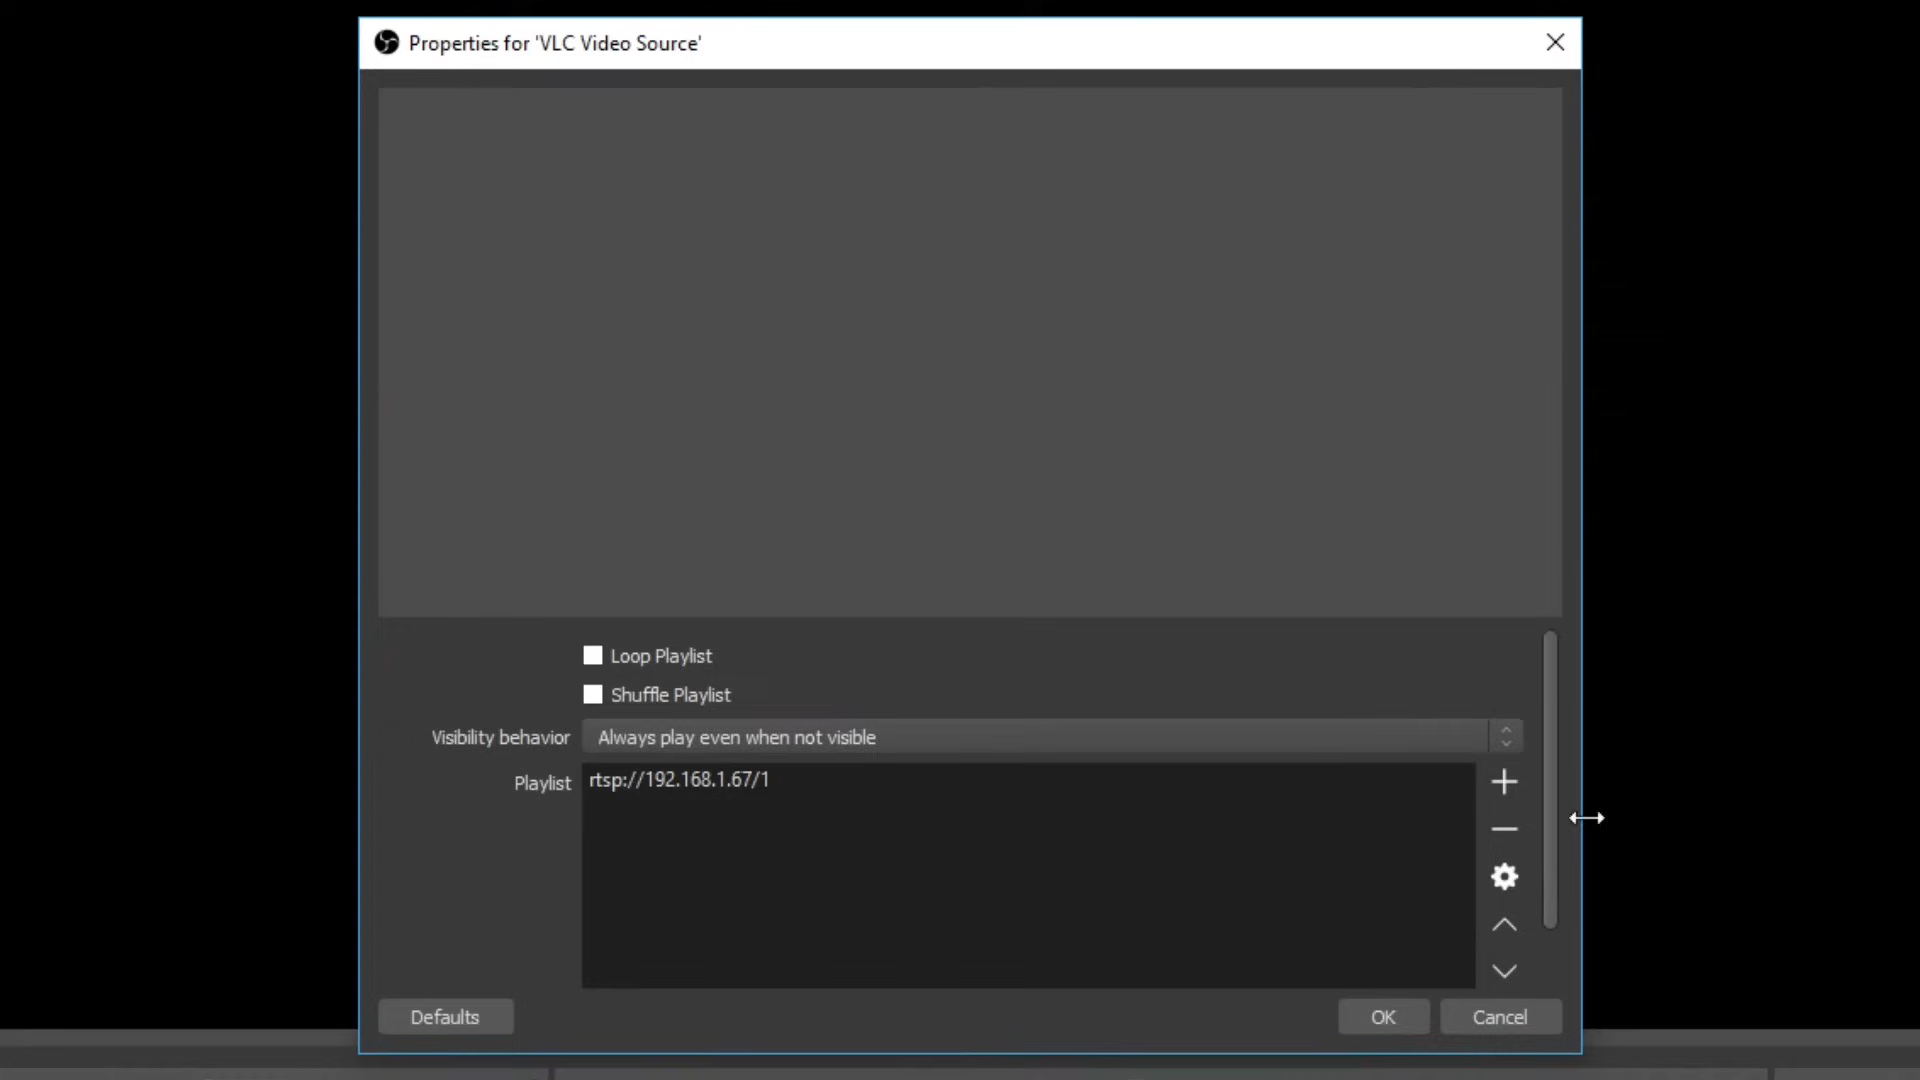 Properties for 'VLC Video Source'
Loop Playlist
Shuffle Playlist
Visibility behavior
Always play even when not visible
Playlist
rtsp://192.168.1.67/1
Defaults
OK
Cancel